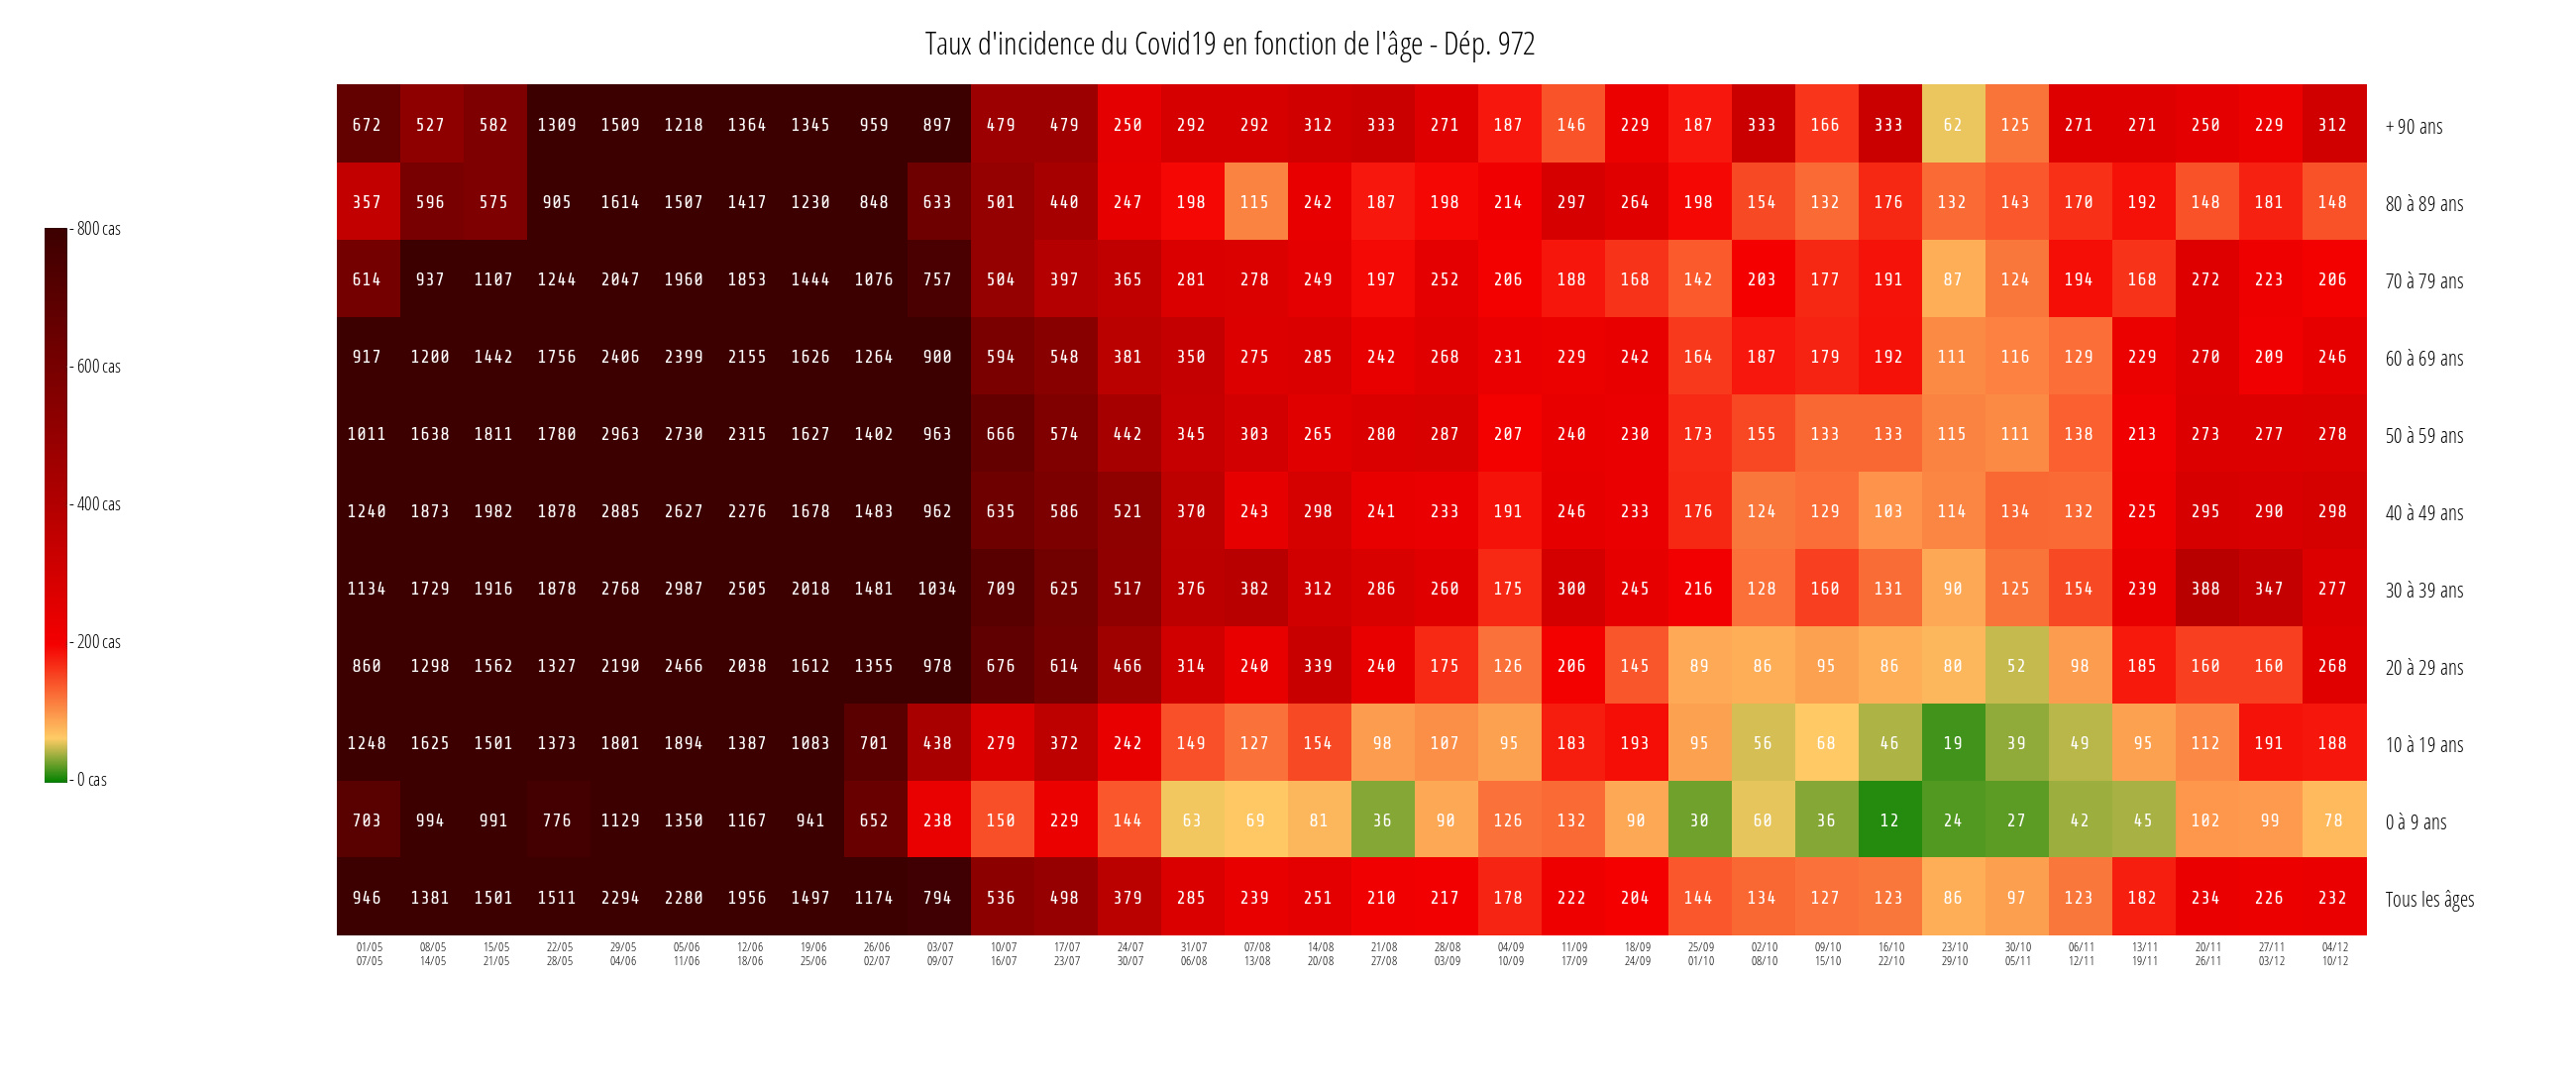 Taux d'incidence du Covid19 en fonction de l'âge - Dép. 972
- 800 cas
- 600 cas
- 400 cas
- 200 cas
- 0 cas
672 527 582 1309 1509 1218 1364 1345 959 897 479 479 250 292 292 312 333 271 187 146 229 187 333 166 333 62 125 271 271 250 229 312 + 90 ans
357 596 575 905 1614 1507 1417 1230 848 633 501 440 247 198 115 242 187 198 214 297 264 198 154 132 176 132 143 170 192 148 181 148 80 à 89 ans
614 937 1107 1244 2047 1960 1853 1444 1076 757 504 397 365 281 278 249 197 252 206 188 168 142 203 177 191 87 124 194 168 272 223 206 70 à 79 ans
917 1200 1442 1756 2406 2399 2155 1626 1264 900 594 548 381 350 275 285 242 268 231 229 242 164 187 179 192 111 116 129 229 270 209 246 60 à 69 ans
1011 1638 1811 1780 2963 2730 2315 1627 1402 963 666 574 442 345 303 265 280 287 207 240 230 173 155 133 133 115 111 138 213 273 277 278 50 à 59 ans
1240 1873 1982 1878 2885 2627 2276 1678 1483 962 635 586 521 370 243 298 241 233 191 246 233 176 124 129 103 114 134 132 225 295 290 298 40 à 49 ans
1134 1729 1916 1878 2768 2987 2505 2018 1481 1034 709 625 517 376 382 312 286 260 175 300 245 216 128 160 131 90 125 154 239 388 347 277 30 à 39 ans
860 1298 1562 1327 2190 2466 2038 1612 1355 978 676 614 466 314 240 339 240 175 126 206 145 89 86 95 86 80 52 98 185 160 160 268 20 à 29 ans
1248 1625 1501 1373 1801 1894 1387 1083 701 438 279 372 242 149 127 154 98 107 95 183 193 95 56 68 46 19 39 49 95 112 191 188 10 à 19 ans
703 994 991 776 1129 1350 1167 941 652 238 150 229 144 63 69 81 36 90 126 132 90 30 60 36 12 24 27 42 45 102 99 78 0 à 9 ans
946 1381 1501 1511 2294 2280 1956 1497 1174 794 536 498 379 285 239 251 210 217 178 222 204 144 134 127 123 86 97 123 182 234 226 232 Tous les âges
01/05 08/05 15/05 22/05 29/05 05/06 12/06 19/06 26/06 03/07 10/07 17/07 24/07 31/07 07/08 14/08 21/08 28/08 04/09 11/09 18/09 25/09 02/10 09/10 16/10 23/10 30/10 06/11 13/11 20/11 27/11 04/12
07/05 14/05 21/05 28/05 04/06 11/06 18/06 25/06 02/07 09/07 16/07 23/07 30/07 06/08 13/08 20/08 27/08 03/09 10/09 17/09 24/09 01/10 08/10 15/10 22/10 29/10 05/11 12/11 19/11 26/11 03/12 10/12